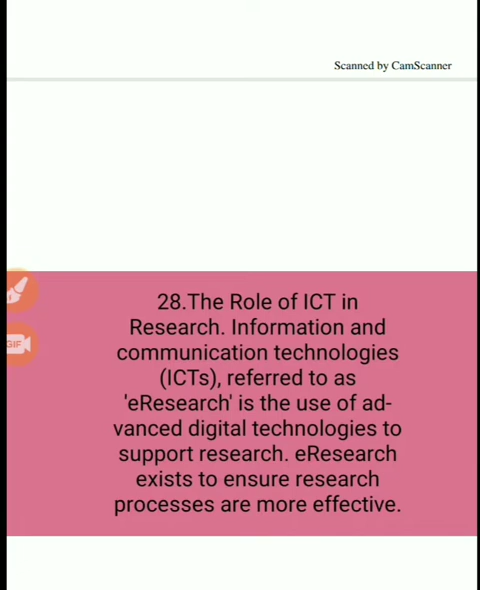 Scanned by CamScanner
GIF
28.The Role of ICT in
Research. Information and
communication technologies
(ICTs), referred to as
'eResearch' is the use of ad-
vanced digital technologies to
support research. eResearch
exists to ensure research
processes are more effective.